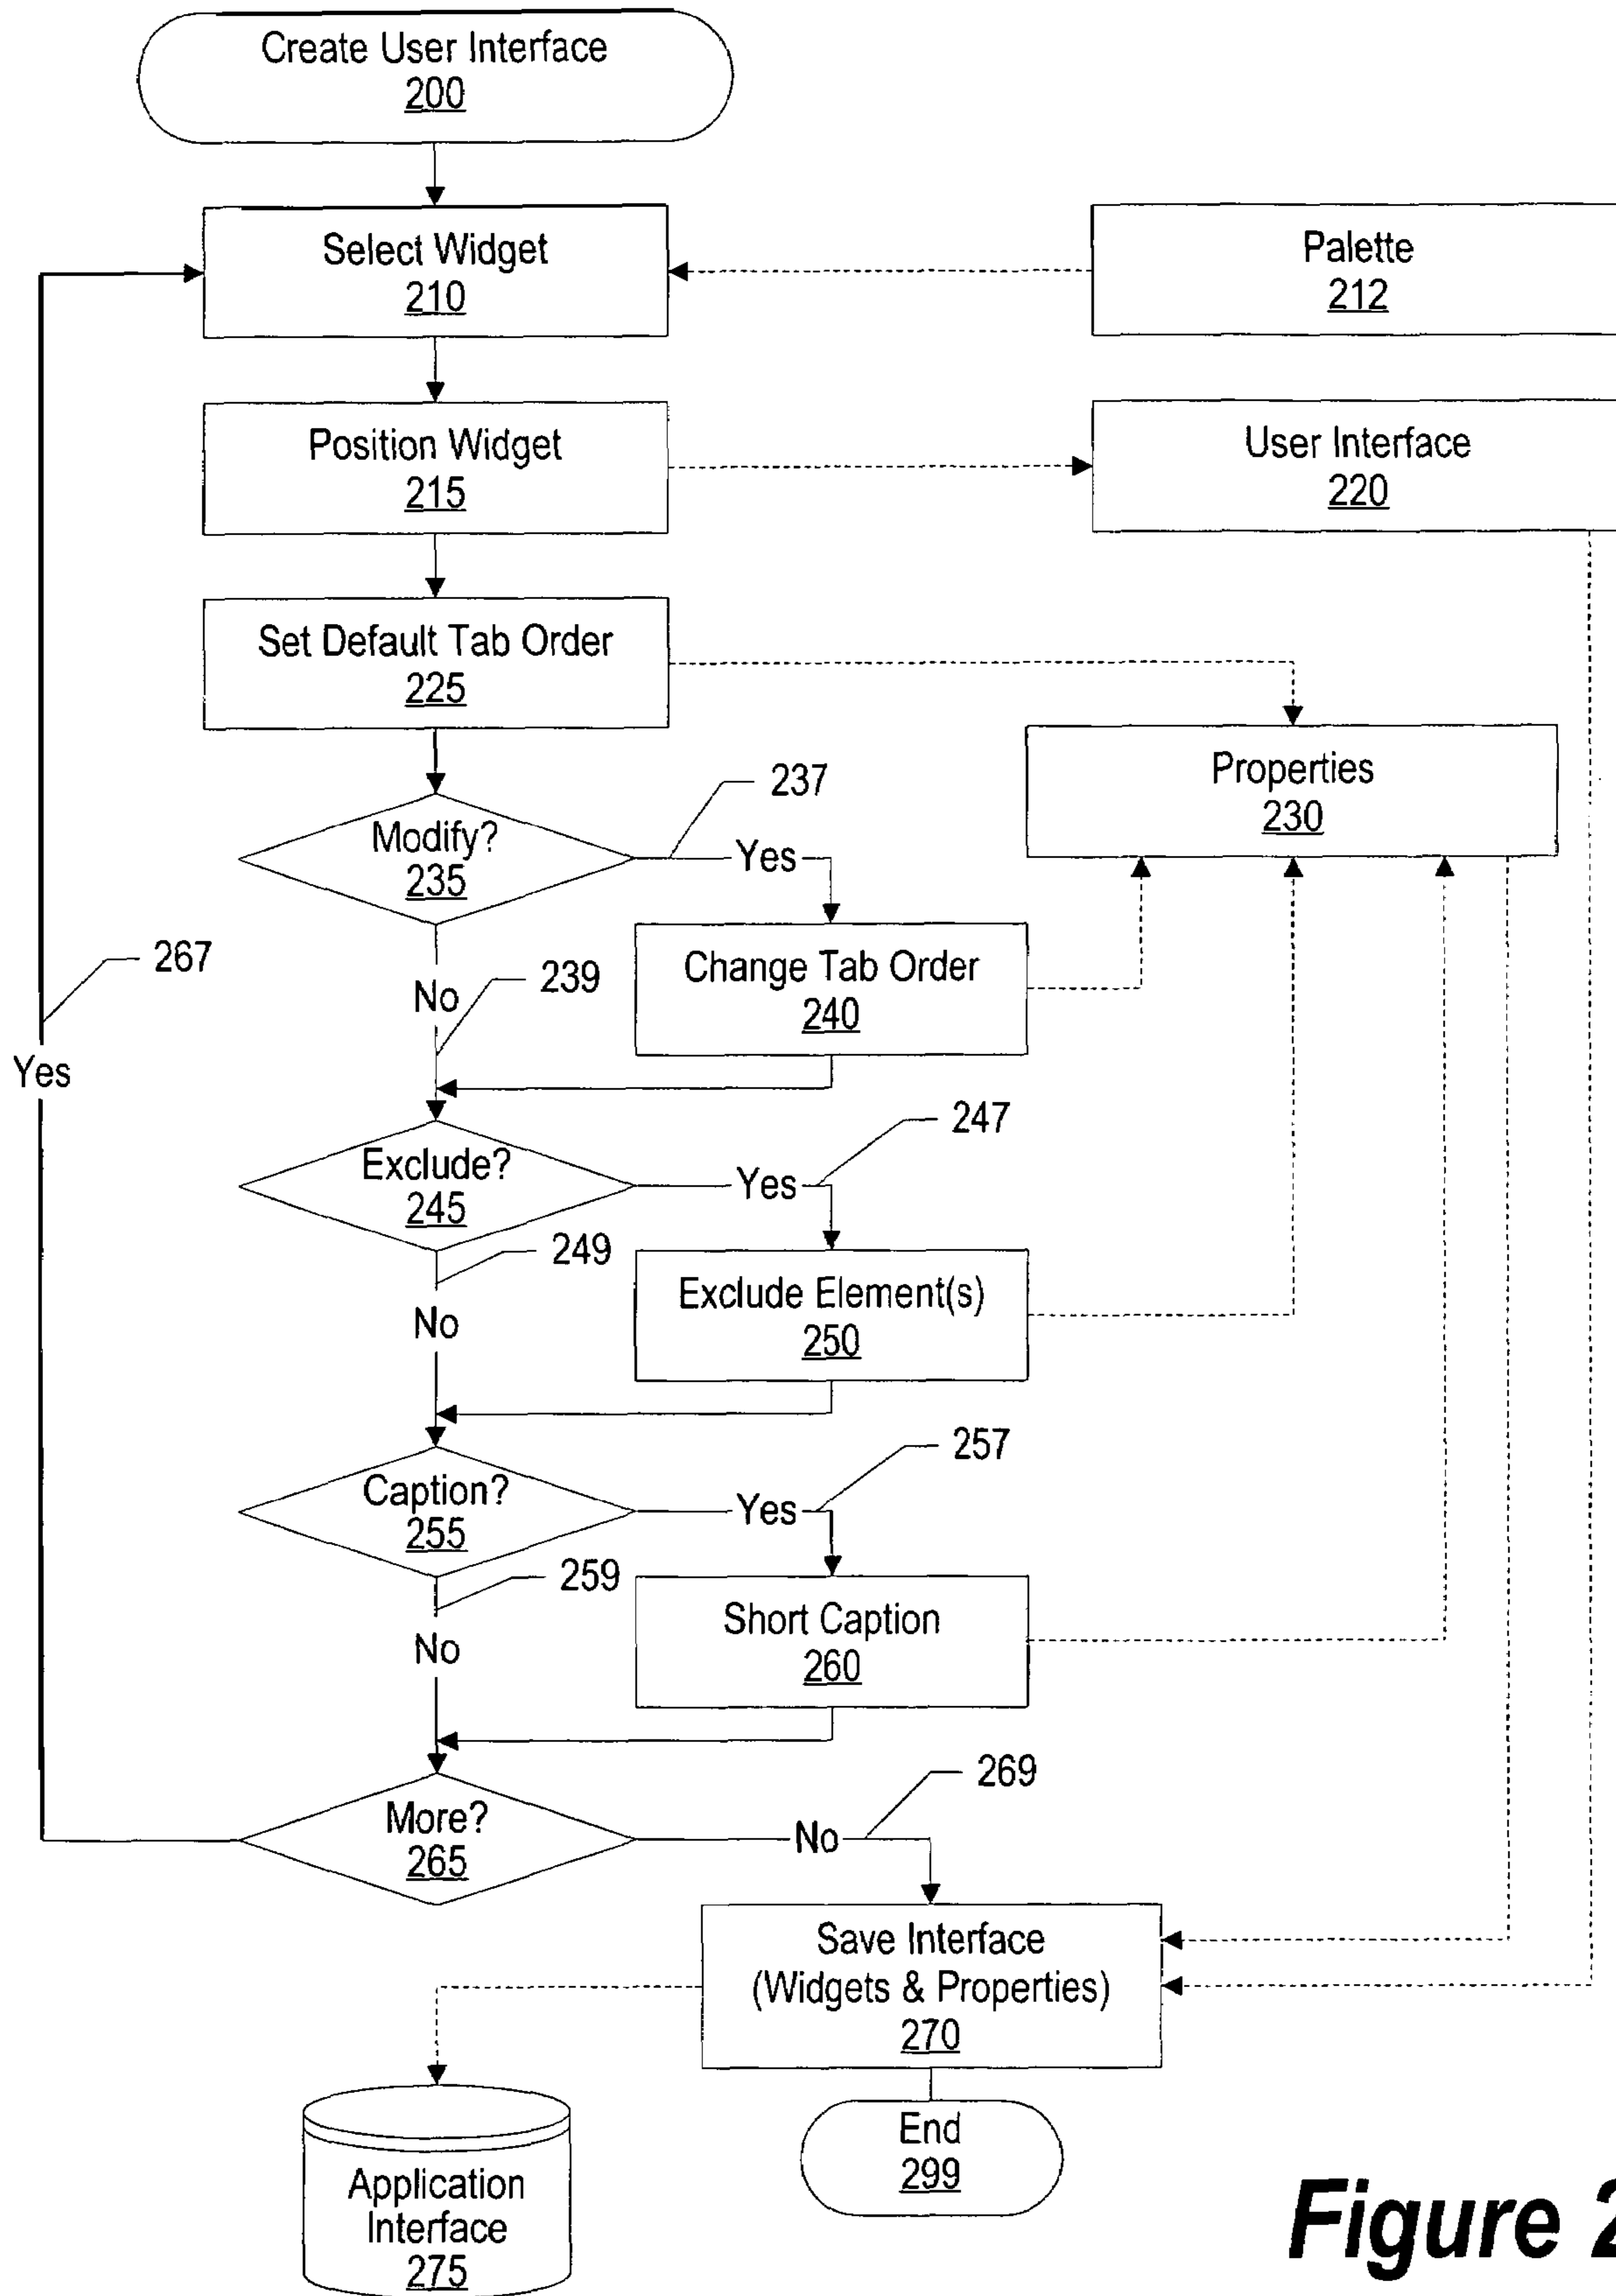 Create User Interface
200
Select Widget
210
Palette
212
Position Widget
215
User Interface
220
Set Default Tab Order
225
Properties
230
237
Modify?
235
Yes
267
239
No
Change Tab Order
240
Yes
247
Exclude?
245
Yes
249
No
Exclude Element(s)
250
257
Caption?
255
Yes
259
No
Short Caption
260
269
More?
265
No
Save Interface
(Widgets & Properties)
270
End
299
Application
Interface
275
Figure 2